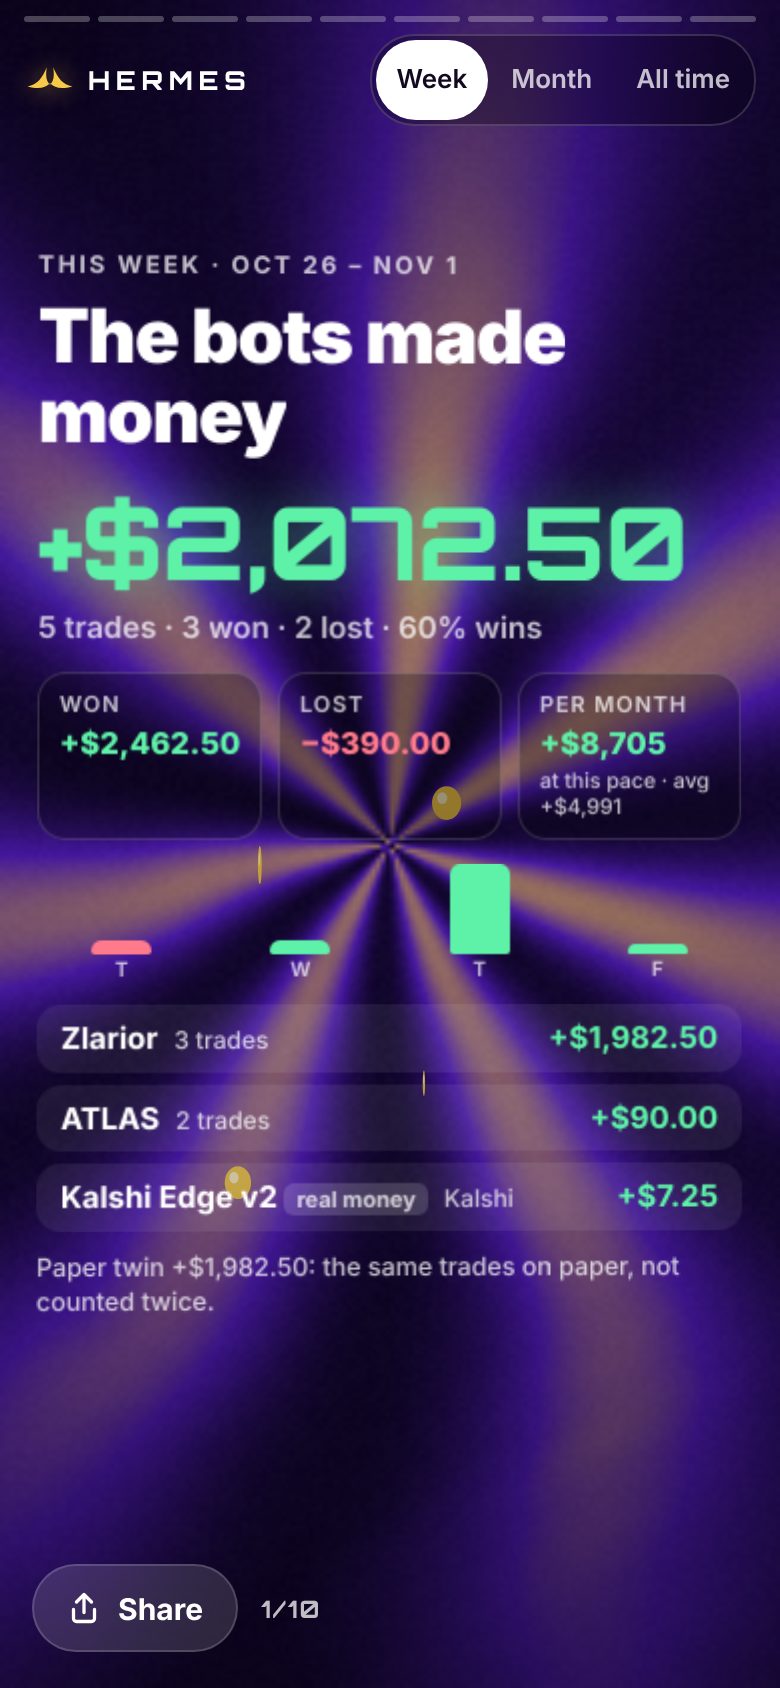 HERMES
Week Month All time
THIS WEEK · OCT 26 – NOV 1
The bots made
money
+$2,072.50
5 trades · 3 won · 2 lost · 60% wins
WON
+$2,462.50
LOST
−$390.00
PER MONTH
+$8,705
at this pace · avg
+$4,991
T W T F
Zlarior 3 trades +$1,982.50
ATLAS 2 trades +$90.00
Kalshi Edge v2 real money Kalshi +$7.25
Paper twin +$1,982.50: the same trades on paper, not
counted twice.
Share 1/10